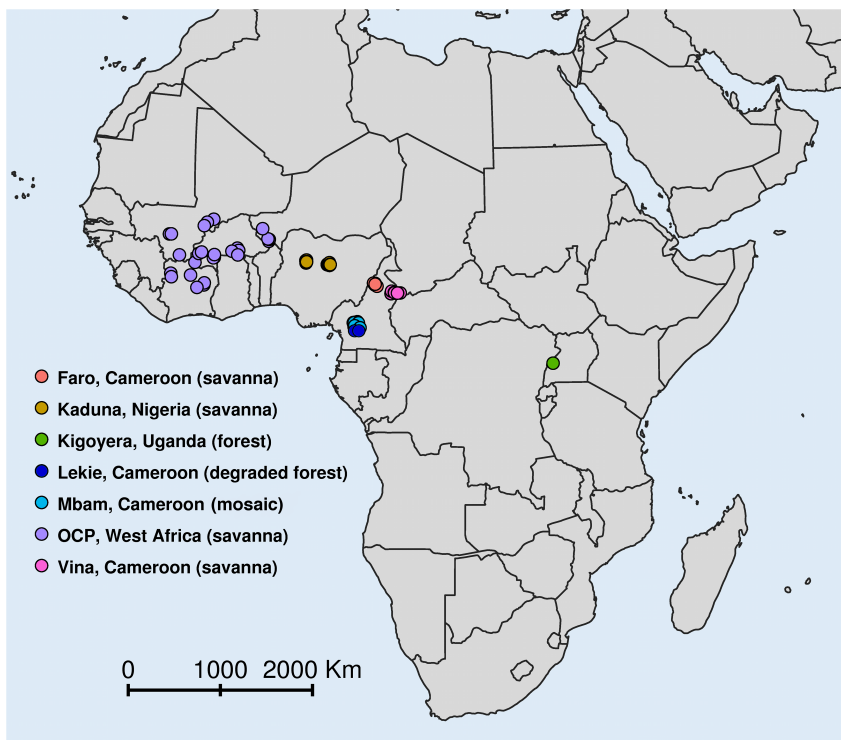 Faro, Cameroon (savanna)
Kaduna, Nigeria (savanna)
Kigoyera, Uganda (forest)
Lekie, Cameroon (degraded forest)
Mbam, Cameroon (mosaic)
OCP, West Africa (savanna)
Vina, Cameroon (savanna)
0 1000 2000 Km